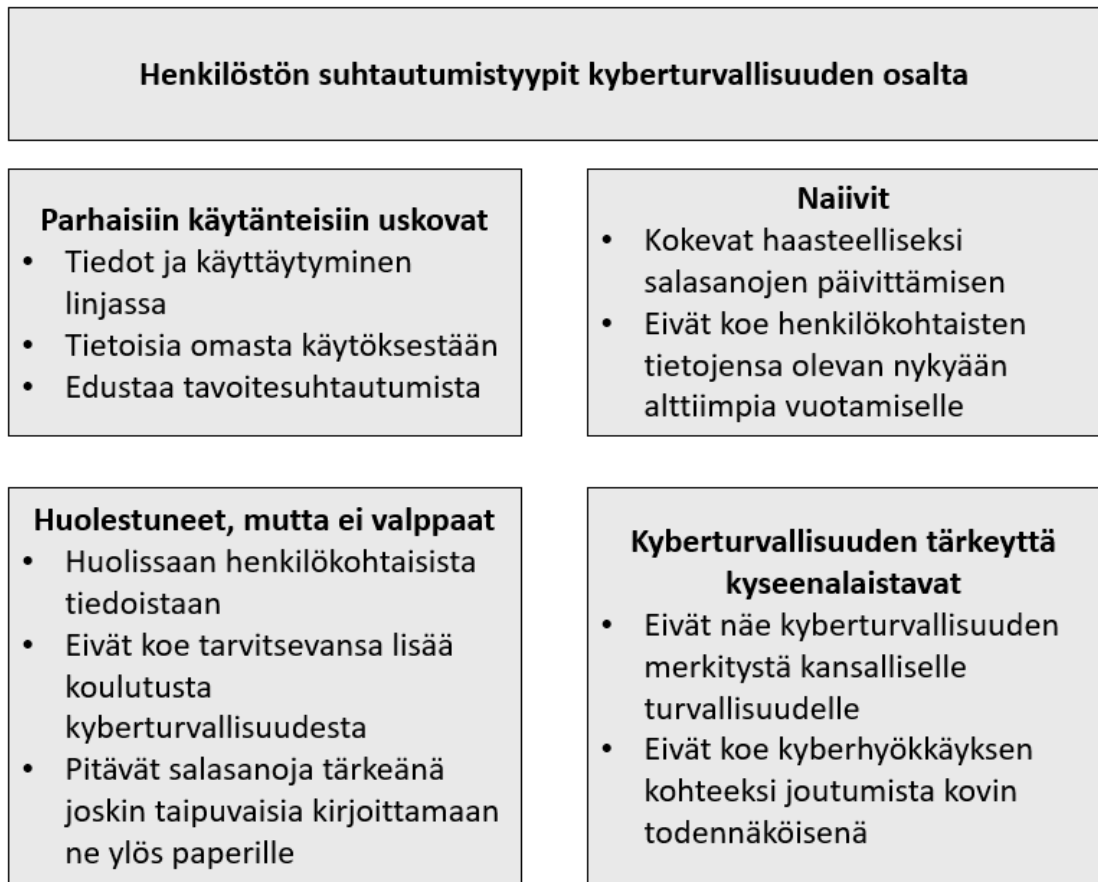 Henkilöstön suhtautumistyypit kyberturvallisuuden osalta
Parhaisiin käytänteisiin uskovat
• Tiedot ja käyttäytyminen
linjassa
• Tietoisia omasta käytöksestään
• Edustaa tavoitesuhtautumista
Naiivit
• Kokevat haasteelliseksi
salasanojen päivittämisen
• Eivät koe henkilökohtaisten
tietojensa olevan nykyään
alttiimpia vuotamiselle
Huolestuneet, mutta ei valppaat
• Huolissaan henkilökohtaisista
tiedoistaan
• Eivät koe tarvitsevansa lisää
koulutusta
kyberturvallisuudesta
• Pitävät salasanoja tärkeänä
joskin taipuvaisia kirjoittamaan
ne ylös paperille
Kyberturvallisuuden tärkeyttä
kyseenalaistavat
• Eivät näe kyberturvallisuuden
merkitystä kansalliselle
turvallisuudelle
• Eivät koe kyberhyökkäyksen
kohteeksi joutumista kovin
todennäköisenä